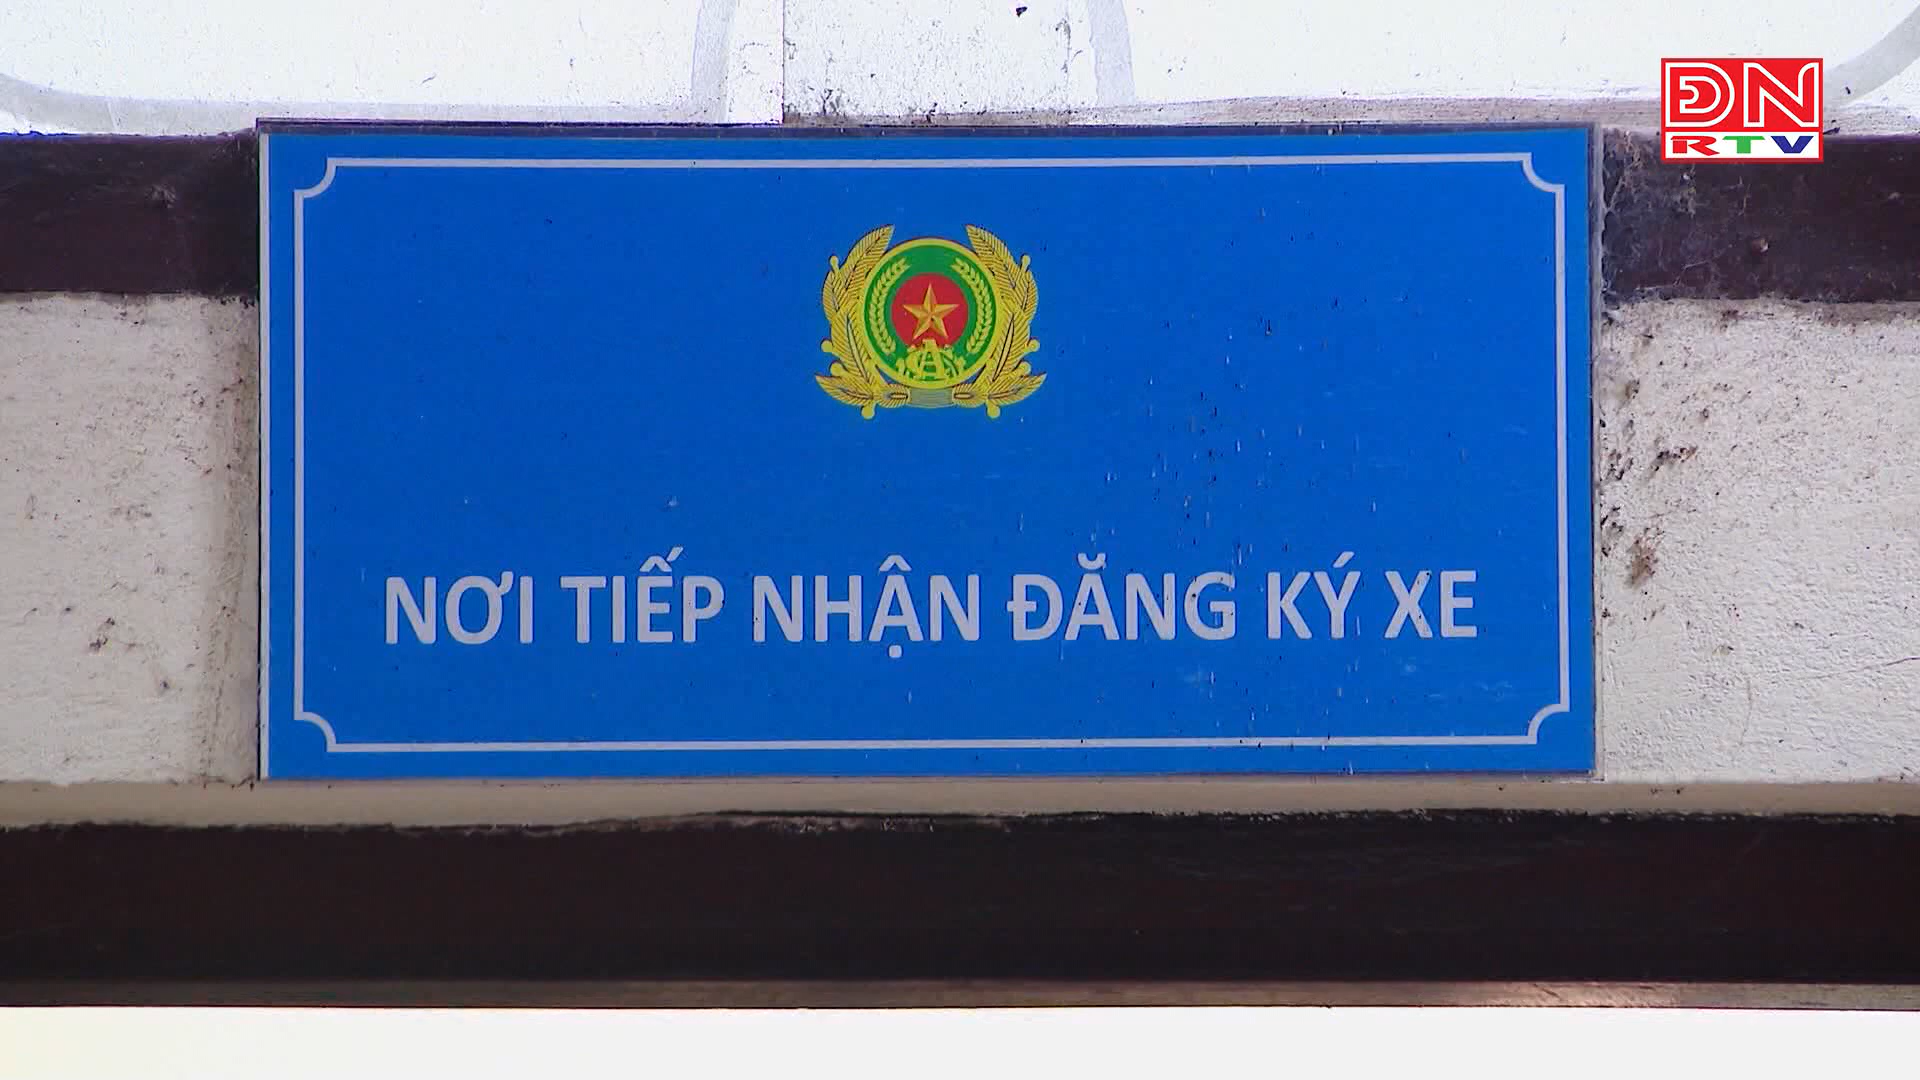 ĐN
RTV
NƠI TIẾP NHẬN ĐĂNG KÝ XE